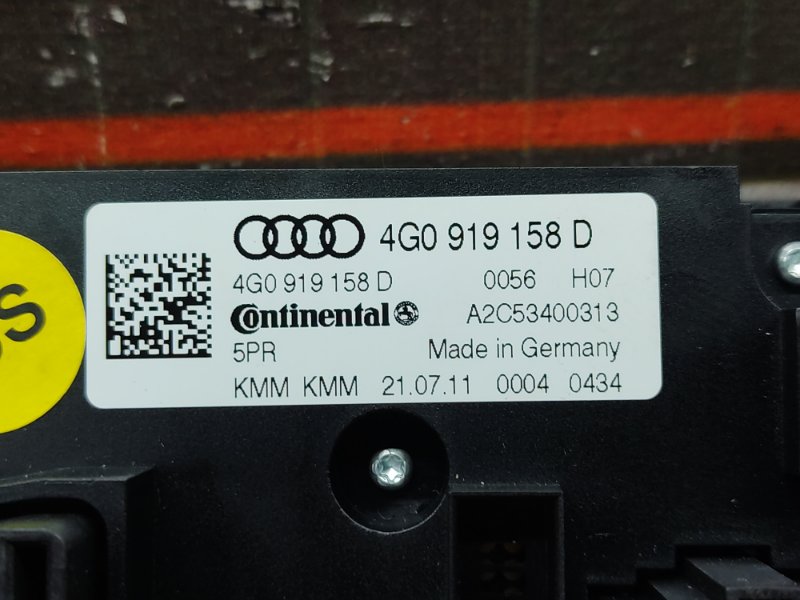 4G0 919 158 D
4G0 919 158 D 0056 H07
Continental A2C53400313
5PR Made in Germany
KMM KMM 21.07.11 0004 0434